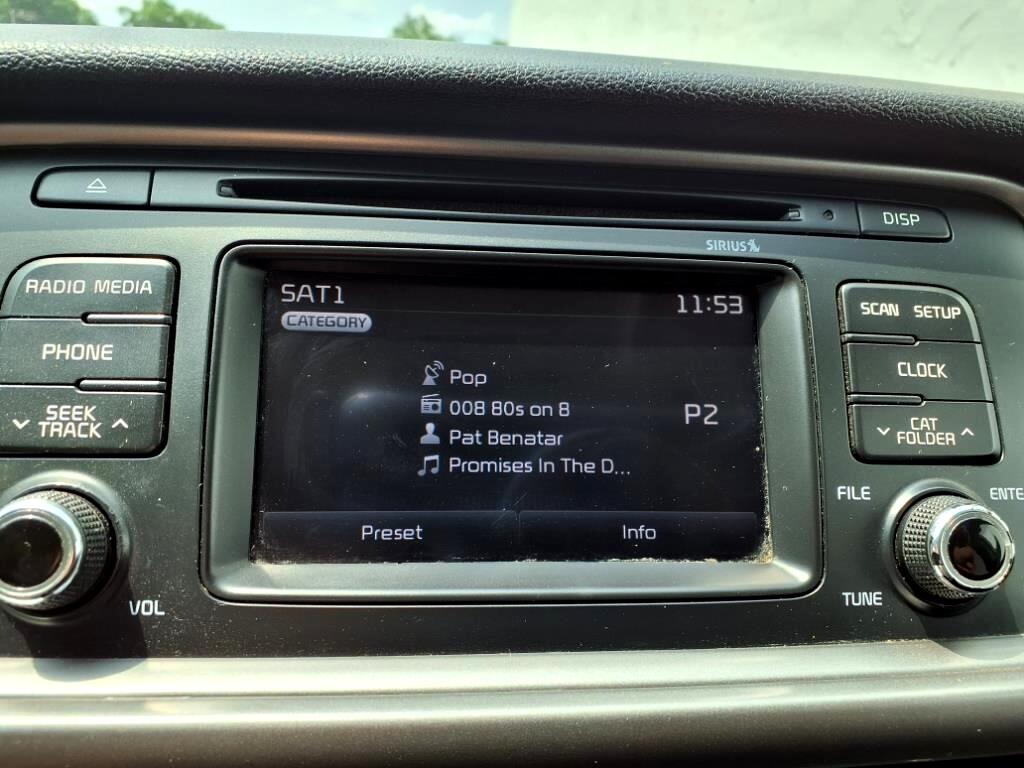 DISP
SIRIUS
RADIO MEDIA
PHONE
SEEK
TRACK
VOL
SAT1
11:53
CATEGORY
Pop
008 80s on 8
Pat Benatar
Promises In The D...
P2
Preset
Info
SCAN SETUP
CLOCK
CAT
FOLDER
FILE
ENTE
TUNE